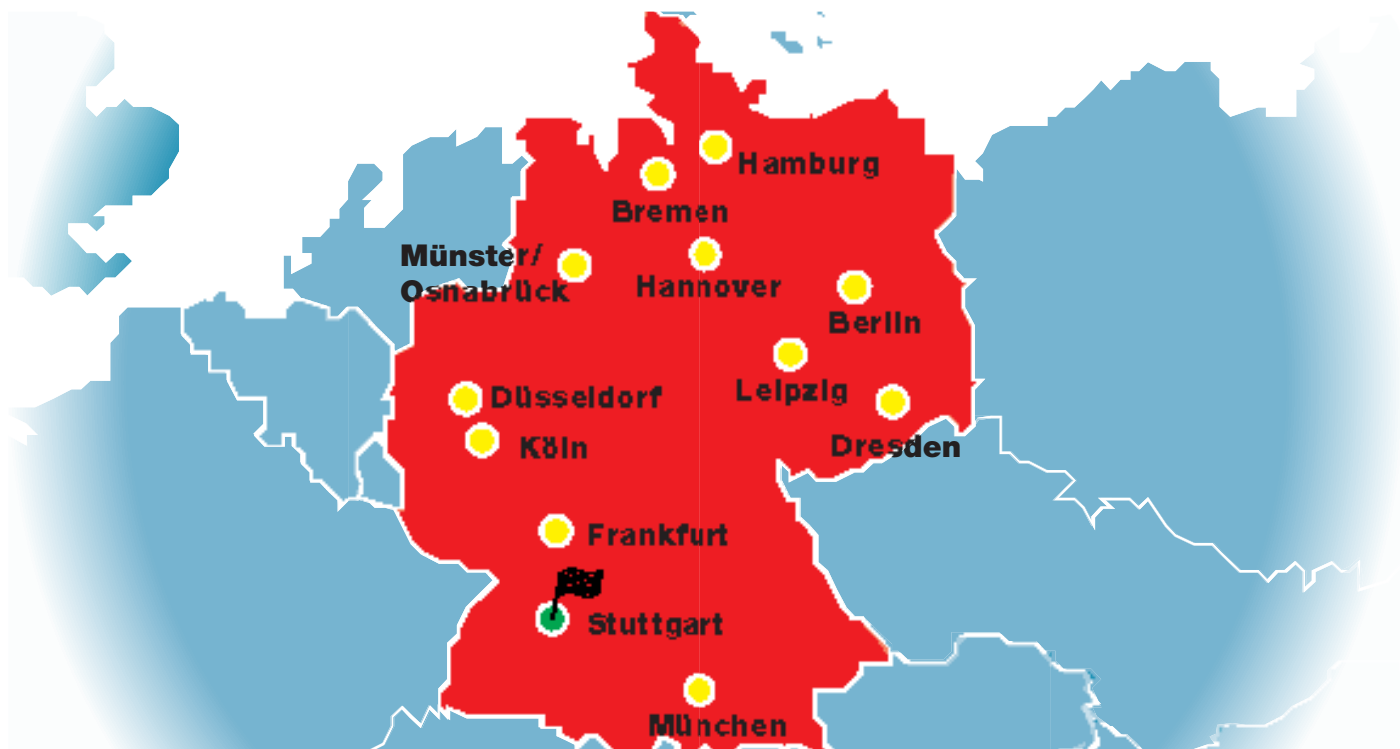 Hamburg
Bremen
Münster/
Osnabrück
Hannover
Berlin
Leipzig
Düsseldorf
Köln
Dresden
Frankfurt
Stuttgart
München